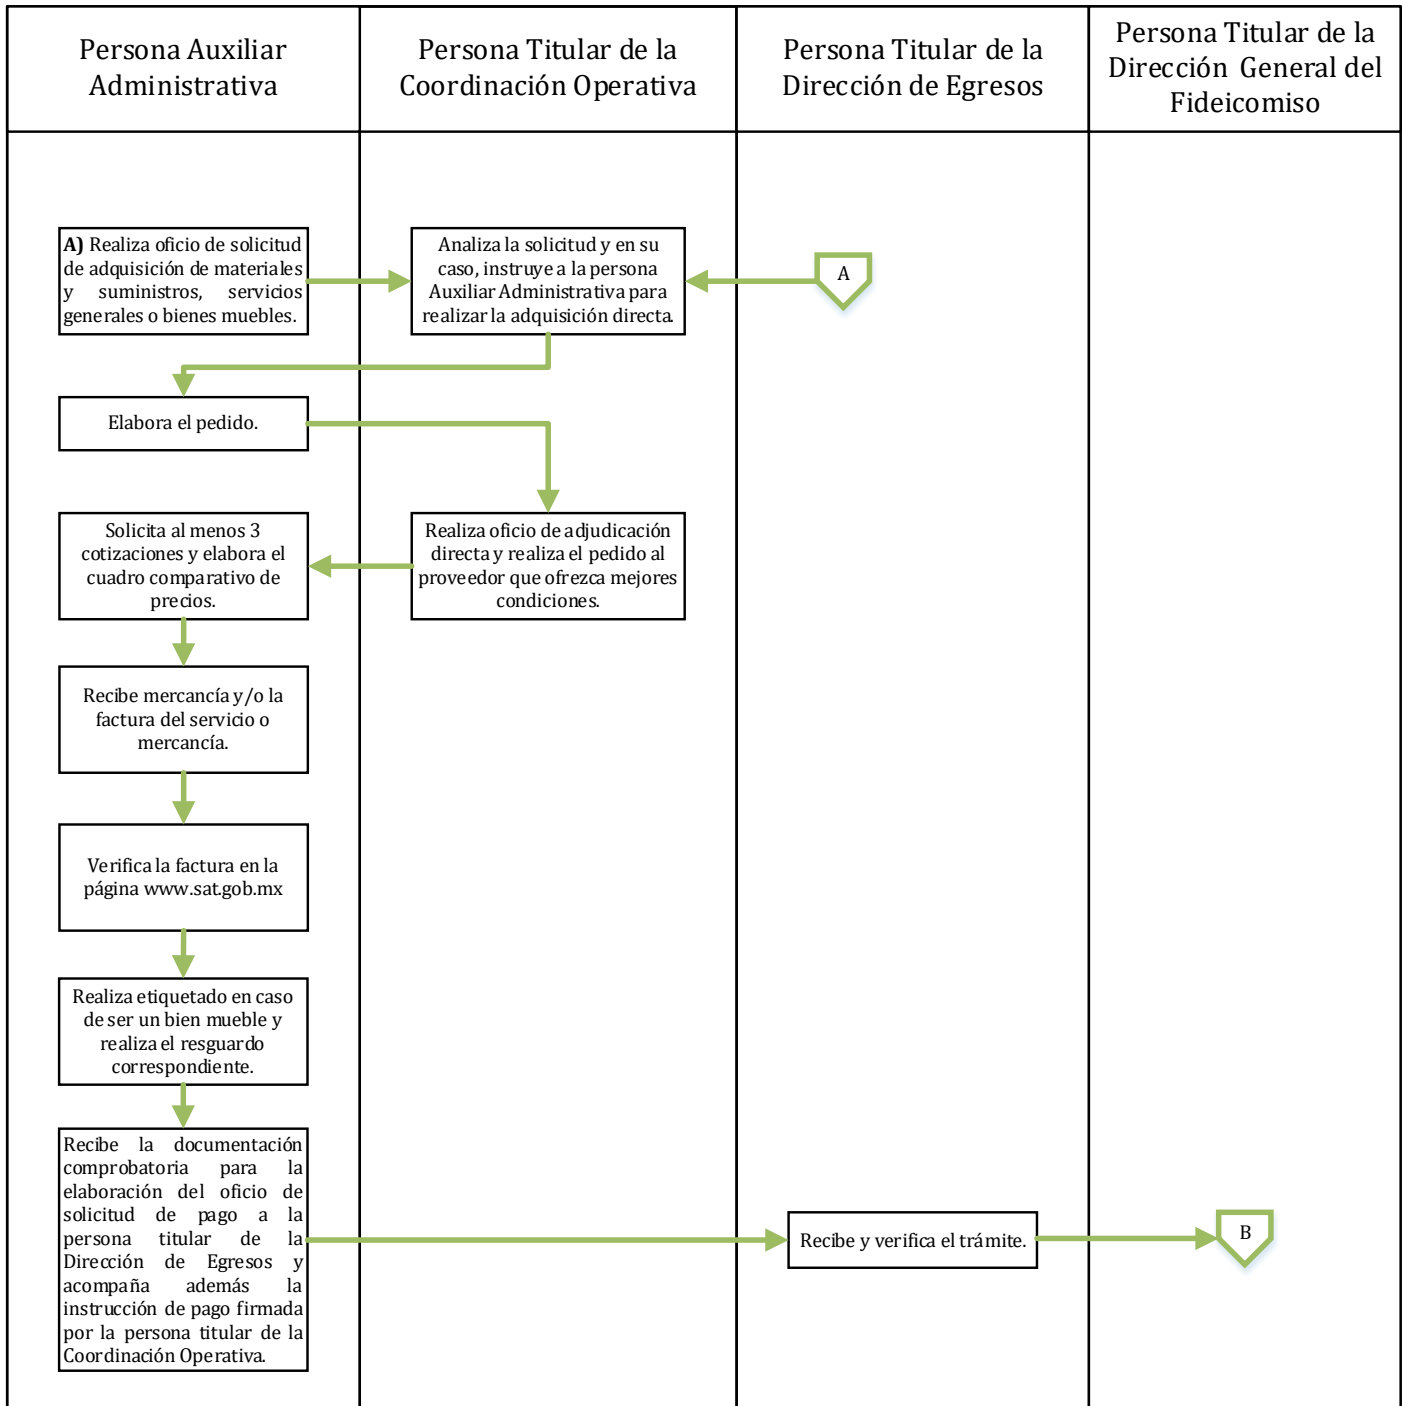 Persona Auxiliar
Administrativa
Persona Titular de la
Coordinación Operativa
Persona Titular de la
Dirección de Egresos
Persona Titular de la
Dirección General del
Fideicomiso
A) Realiza oficio de solicitud
de adquisición de materiales
y suministros, servicios
generales o bienes muebles.
Analiza la solicitud y en su
caso, instruye a la persona
Auxiliar Administrativa para
realizar la adquisición directa.
A
Elabora el pedido.
Solicita al menos 3
cotizaciones y elabora el
cuadro comparativo de
precios.
Realiza oficio de adjudicación
directa y realiza el pedido al
proveedor que ofrezca mejores
condiciones.
Recibe mercancía y/o la
factura del servicio o
mercancía.
Verifica la factura en la
página www.sat.gob.mx
Realiza etiquetado en caso
de ser un bien mueble y
realiza el resguardo
correspondiente.
Recibe la documentación
comprobatoria para la
elaboración del oficio de
solicitud de pago a la
persona titular de la
Dirección de Egresos y
acompaña además la
instrucción de pago firmada
por la persona titular de la
Coordinación Operativa.
Recibe y verifica el trámite.
B